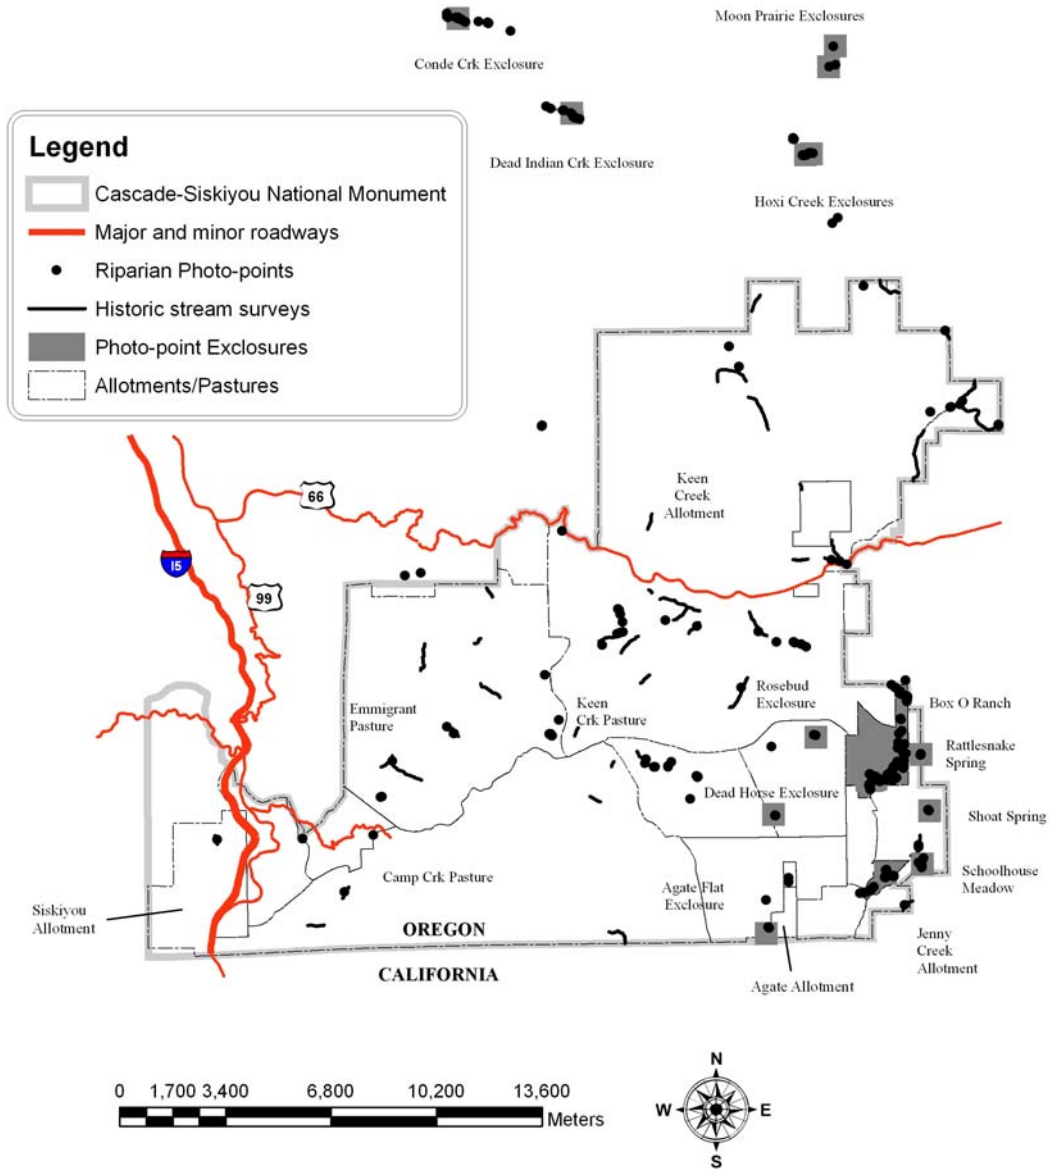 Conde Crk Exclosure
Moon Prairie Exclosures
Dead Indian Crk Exclosure
Hoxi Creek Exclosures
Legend
Cascade-Siskiyou National Monument
Major and minor roadways
Riparian Photo-points
Historic stream surveys
Photo-point Exclosures
Allotments/Pastures
66
15
99
Keen
Creek
Allotment
Emmigrant
Pasture
Keen
Crk Pasture
Rosebud
Exclosure
Box O Ranch
Rattlesnake
Spring
Dead Horse Exclosure
Shoat Spring
Camp Crk Pasture
Agate Flat
Exclosure
Schoolhouse
Meadow
Siskiyou
Allotment
OREGON
CALIFORNIA
Jenny
Creek
Allotment
Agate Allotment
0 1,700 3,400 6,800 10,200 13,600
Meters
N
W E
S